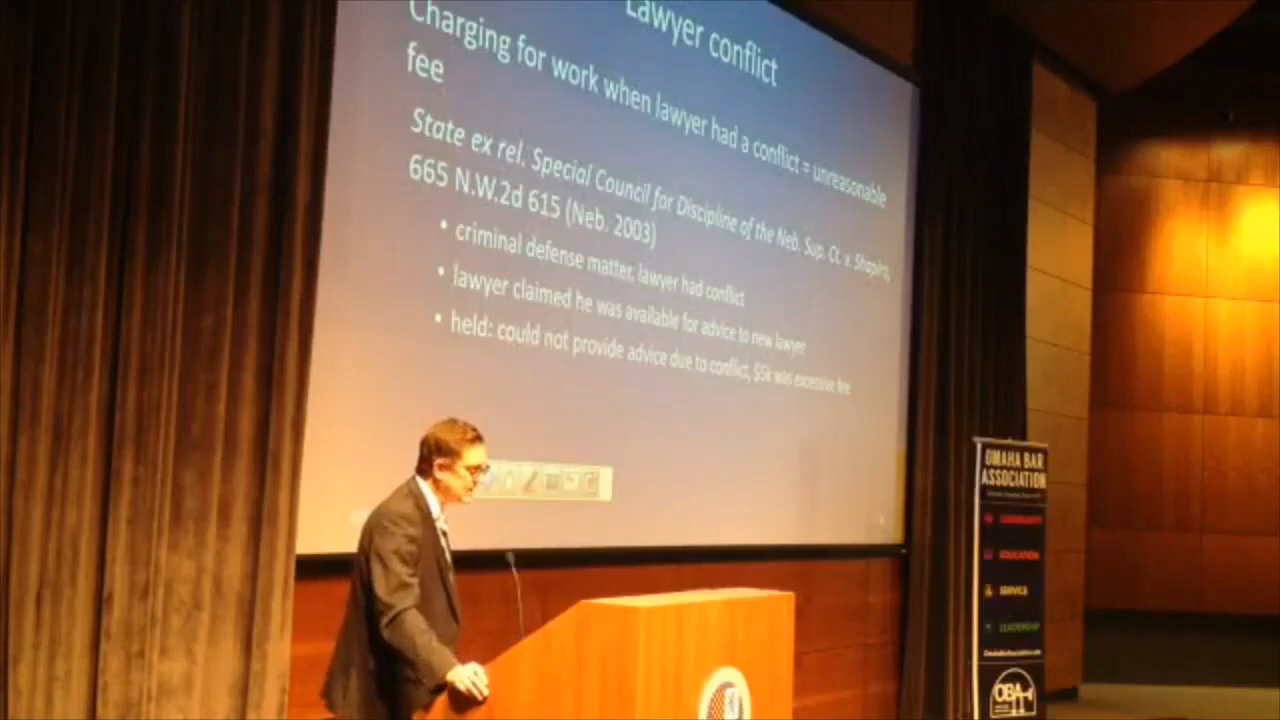 Lawyer conflict
Charging for work when lawyer had a conflict = unreasonable
fee
State ex rel. Special Council for Discipline of the Neb. Sup. Ct. v. Shapiro,
665 N.W.2d 615 (Neb. 2003)
• criminal defense matter, lawyer had conflict
• lawyer claimed he was available for advice to new lawyer
• held: could not provide advice due to conflict, $5k was excessive fee
OMAHA BAR
ASSOCIATION
COMMUNITY
EDUCATION
SERVICE
LEADERSHIP
OmahaBarAssociation.com
OBA